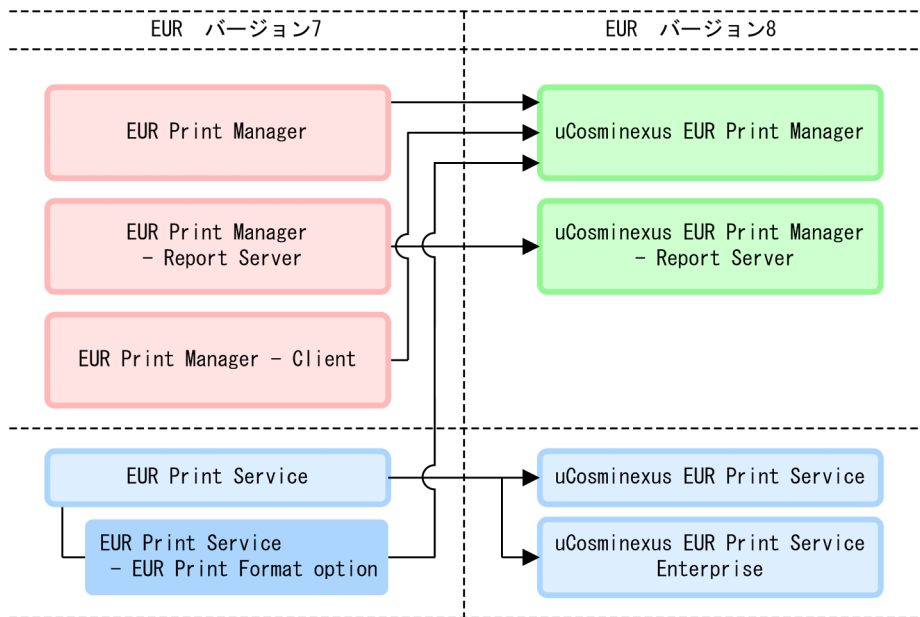 EUR　バージョン7
EUR　バージョン8
EUR Print Manager
uCosminexus EUR Print Manager
EUR Print Manager
− Report Server
uCosminexus EUR Print Manager
− Report Server
EUR Print Manager − Client
EUR Print Service
uCosminexus EUR Print Service
EUR Print Service
− EUR Print Format option
uCosminexus EUR Print Service
Enterprise